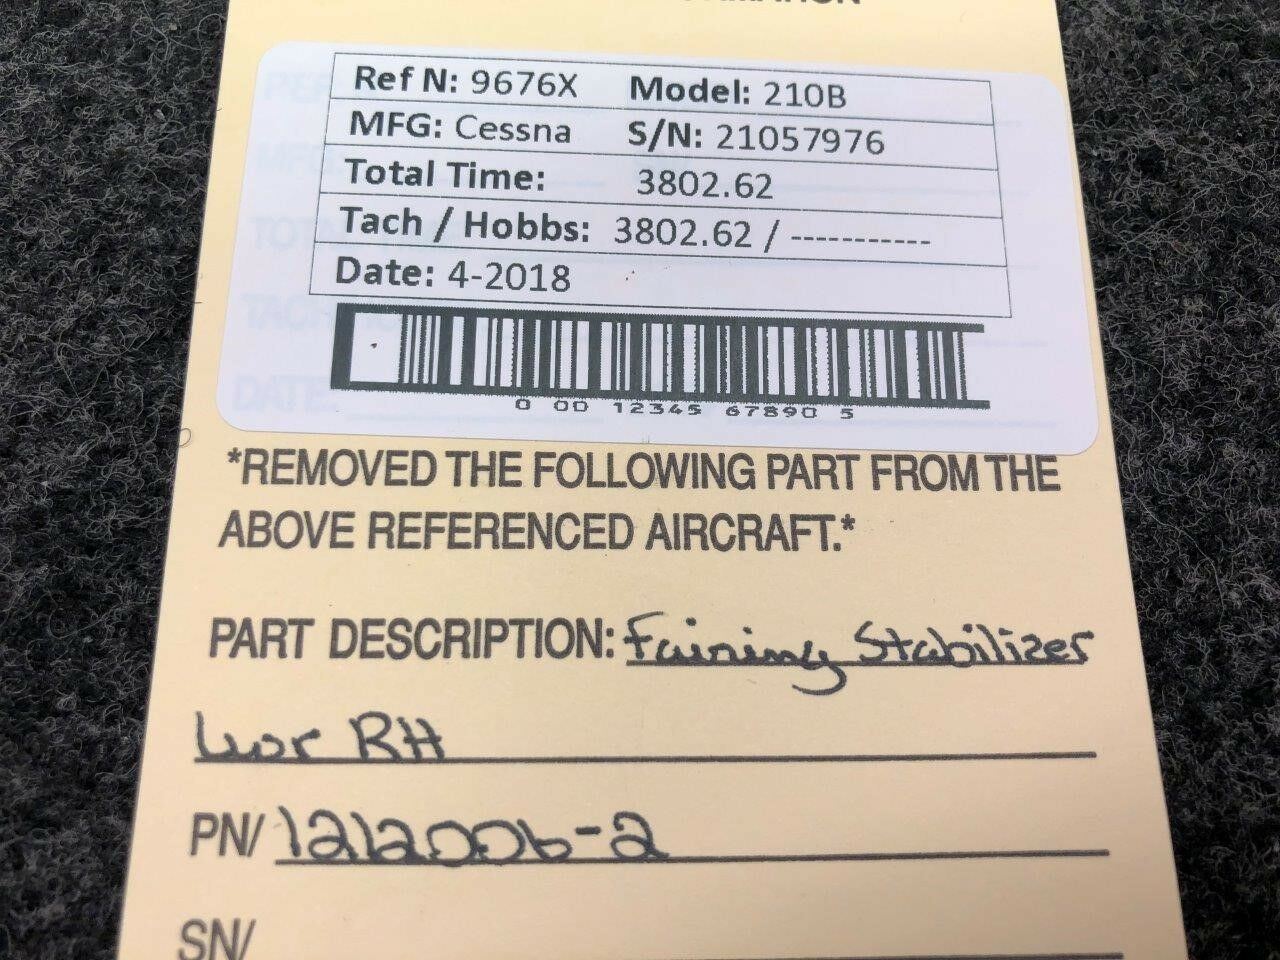 Ref N: 9676X Model: 210B
MFG: Cessna S/N: 21057976
Total Time: 3802.62
Tach / Hobbs: 3802.62 / -----------
Date: 4-2018
0 00 12345 67890 5
*REMOVED THE FOLLOWING PART FROM THE
ABOVE REFERENCED AIRCRAFT.*
PART DESCRIPTION: Fairing Stabilizer
Lwr RH
PN/ 1212006-2
SN/